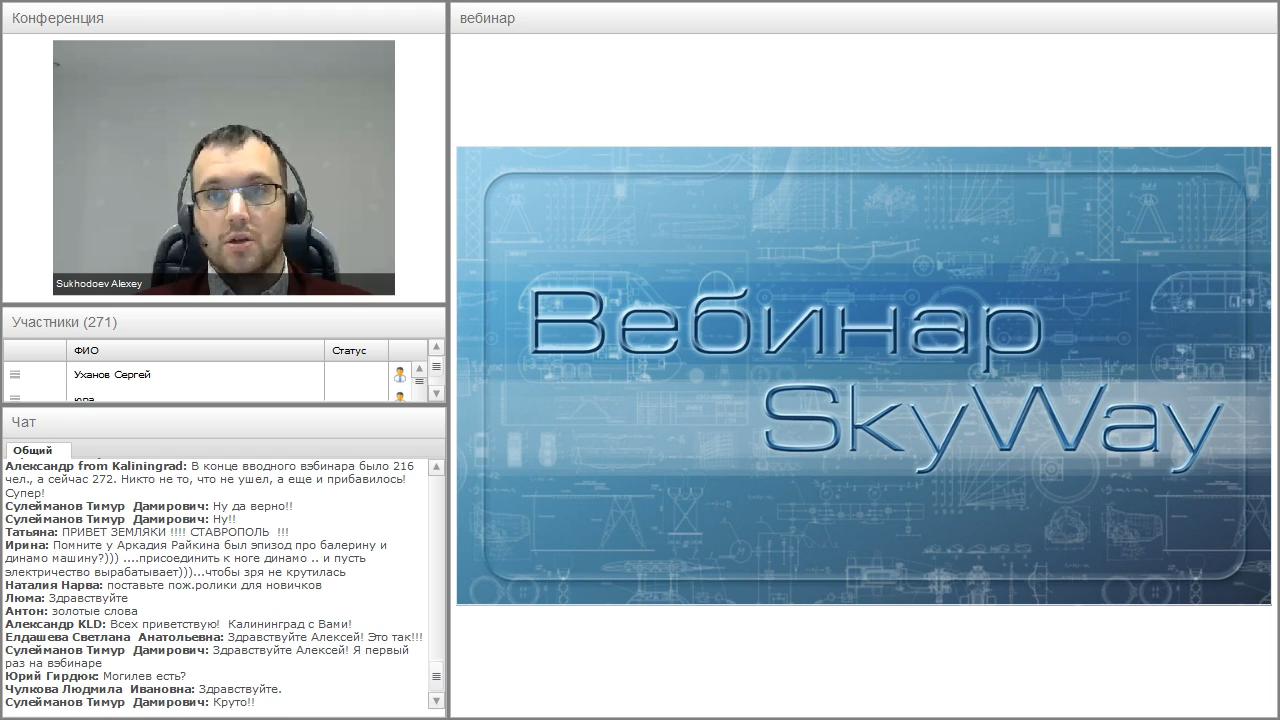 Конференция
Sukhodoev Alexey
Участники (271)
ФИО
Статус
Уханов Сергей
юра
Чат
Общий
Александр from Kaliningrad: В конце вводного вэбинара было 216
чел., а сейчас 272. Никто не то, что не ушел, а еще и прибавилось!
Супер!
Сулейманов Тимур Дамирович: Ну да верно!!
Сулейманов Тимур Дамирович: Ну!!
Татьяна: ПРИВЕТ ЗЕМЛЯКИ !!!! СТАВРОПОЛЬ !!!
Ирина: Помните у Аркадия Райкина был эпизод про балерину и
динамо машину?))) ....присоединить к ноге динамо .. и пусть
электричество вырабатывает)))...чтобы зря не крутилась
Наталия Нарва: поставьте пож.ролики для новичков
Люма: Здравствуйте
Антон: золотые слова
Александр KLD: Всех приветствую! Калининград с Вами!
Елдашева Светлана Анатольевна: Здравствуйте Алексей! Это так!!!
Сулейманов Тимур Дамирович: Здравствуйте Алексей! Я первый
раз на вэбинаре
Юрий Гирдюк: Могилев есть?
Чулкова Людмила Ивановна: Здравствуйте.
Сулейманов Тимур Дамирович: Круто!!
вебинар
Вебинар
SkyWay